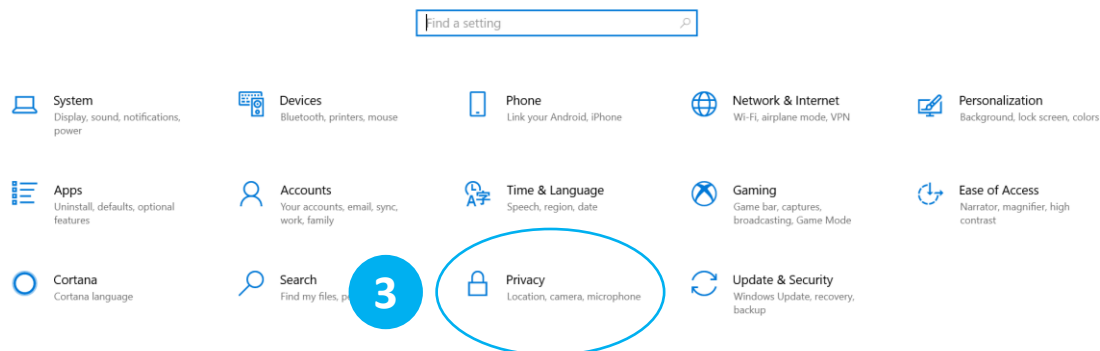 Find a setting
System
Display, sound, notifications,
power
Devices
Bluetooth, printers, mouse
Phone
Link your Android, iPhone
Network & Internet
Wi-Fi, airplane mode, VPN
Personalization
Background, lock screen, colors
Apps
Uninstall, defaults, optional
features
Accounts
Your accounts, email, sync,
work, family
Time & Language
Speech, region, date
Gaming
Game bar, captures,
broadcasting, Game Mode
Ease of Access
Narrator, magnifier, high
contrast
Cortana
Cortana language
Search
Find my files,
3
Privacy
Location, camera, microphone
Update & Security
Windows Update, recovery,
backup